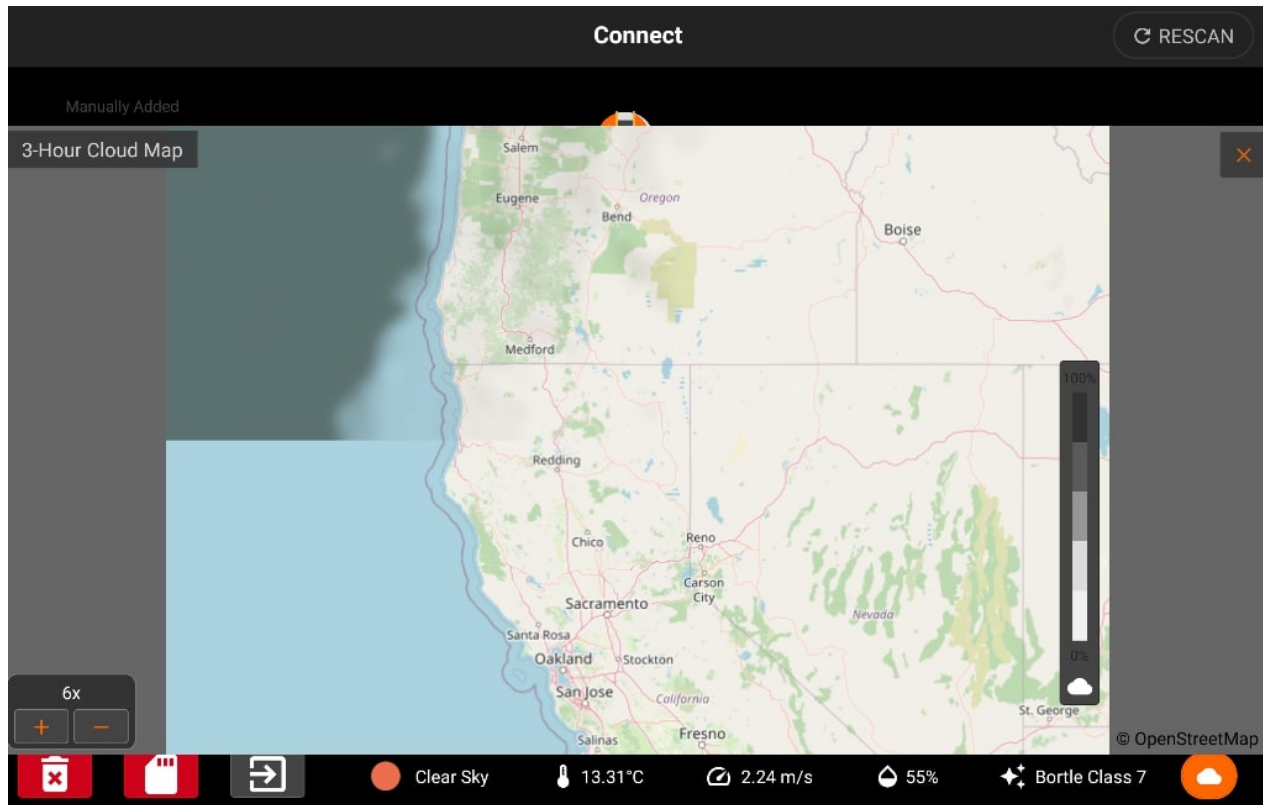 Connect
RESCAN
Manually Added
3-Hour Cloud Map
Salem
Eugene
Oregon
Bend
Boise
Medford
100%
Redding
Chico
Reno
Carson
City
Sacramento
Nevada
Santa Rosa
Oakland
Stockton
0%
6x
San Jose
California
St. George
+ −
Fresno
Salinas
© OpenStreetMap
Clear Sky
13.31°C
2.24 m/s
55%
Bortle Class 7